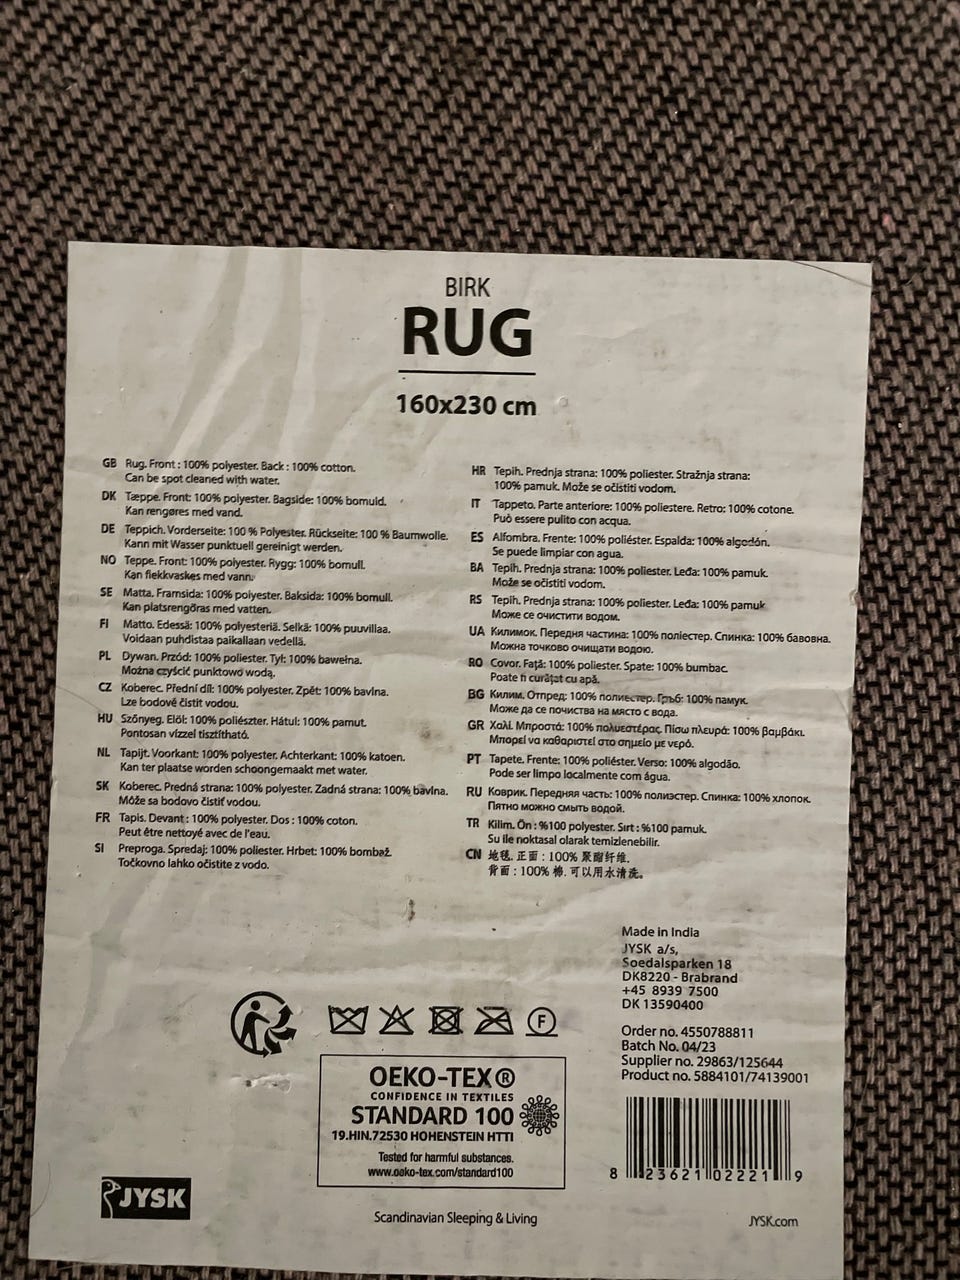 BIRK
RUG
160x230 cm
GB Rug. Front : 100% polyester. Back : 100% cotton.
Can be spot cleaned with water.
DK Tæppe. Front: 100% polyester. Bagside: 100% bomuld.
Kan rengøres med vand.
DE Teppich. Vorderseite: 100 % Polyester. Rückseite: 100 % Baumwolle.
Kann mit Wasser punktuell gereinigt werden.
NO Teppe. Front: 100% polyester. Rygg: 100% bomull.
Kan flekkvaskes med vann.
SE Matta. Framsida: 100% polyester. Baksida: 100% bomull.
Kan platsrengöras med vatten.
FI Matto. Edessä: 100% polyesteriä. Selkä: 100% puuvillaa.
Voidaan puhdistaa paikallaan vedellä.
PL Dywan. Przód: 100% poliester. Tył: 100% bawełna.
Można czyścić punktowo wodą.
CZ Koberec. Přední díl: 100% polyester. Zpět: 100% bavlna.
Lze bodově čistit vodou.
HU Szőnyeg. Elöl: 100% poliészter. Hátul: 100% pamut.
Pontosan vízzel tisztítható.
NL Tapijt. Voorkant: 100% polyester. Achterkant: 100% katoen.
Kan ter plaatse worden schoongemaakt met water.
SK Koberec. Predná strana: 100% polyester. Zadná strana: 100% bavlna.
Môže sa bodovo čistiť vodou.
FR Tapis. Devant : 100% polyester. Dos : 100% coton.
Peut être nettoyé avec de l'eau.
SI Preproga. Spredaj: 100% poliester. Hrbet: 100% bombaž.
Točkovno lahko očistite z vodo.
HR Tepih. Prednja strana: 100% poliester. Stražnja strana:
100% pamuk. Može se očistiti vodom.
IT Tappeto. Parte anteriore: 100% poliestere. Retro: 100% cotone.
Può essere pulito con acqua.
ES Alfombra. Frente: 100% poliéster. Espalda: 100% algodón.
Se puede limpiar con agua.
BA Tepih. Prednja strana: 100% poliester. Leđa: 100% pamuk.
Može se očistiti vodom.
RS Tepih. Prednja strana: 100% poliester. Leđa: 100% pamuk
Може се очистити водом.
UA Килимок. Передня частина: 100% поліестер. Спинка: 100% бавовна.
Можна точково очищати водою.
RO Covor. Față: 100% poliester. Spate: 100% bumbac.
Poate fi curățat cu apă.
BG Килим. Отпред: 100% полиестер. Гръб: 100% памук.
Може да се почиства на място с вода.
GR Χαλί. Μπροστά: 100% πολυεστέρας. Πίσω πλευρά: 100% βαμβάκι.
Μπορεί να καθαριστεί στο σημείο με νερό.
PT Tapete. Frente: 100% poliéster. Verso: 100% algodão.
Pode ser limpo localmente com água.
RU Коврик. Передняя часть: 100% полиэстер. Спинка: 100% хлопок.
Пятно можно смыть водой.
TR Kilim. Ön : %100 polyester. Sırt : %100 pamuk.
Su ile noktasal olarak temizlenebilir.
CN 地毯. 正面 : 100% 聚酯纤维.
背面 : 100% 棉. 可以用水清洗。
Made in India
JYSK a/s,
Soedalsparken 18
DK8220 - Brabrand
+45 8939 7500
DK 13590400
Order no. 4550788811
Batch No. 04/23
Supplier no. 29863/125644
Product no. 5884101/74139001
F
OEKO-TEX®
CONFIDENCE IN TEXTILES
STANDARD 100
19.HIN.72530 HOHENSTEIN HTTI
Tested for harmful substances.
www.oeko-tex.com/standard100
8 23621 02221 9
JYSK
Scandinavian Sleeping & Living
JYSK.com